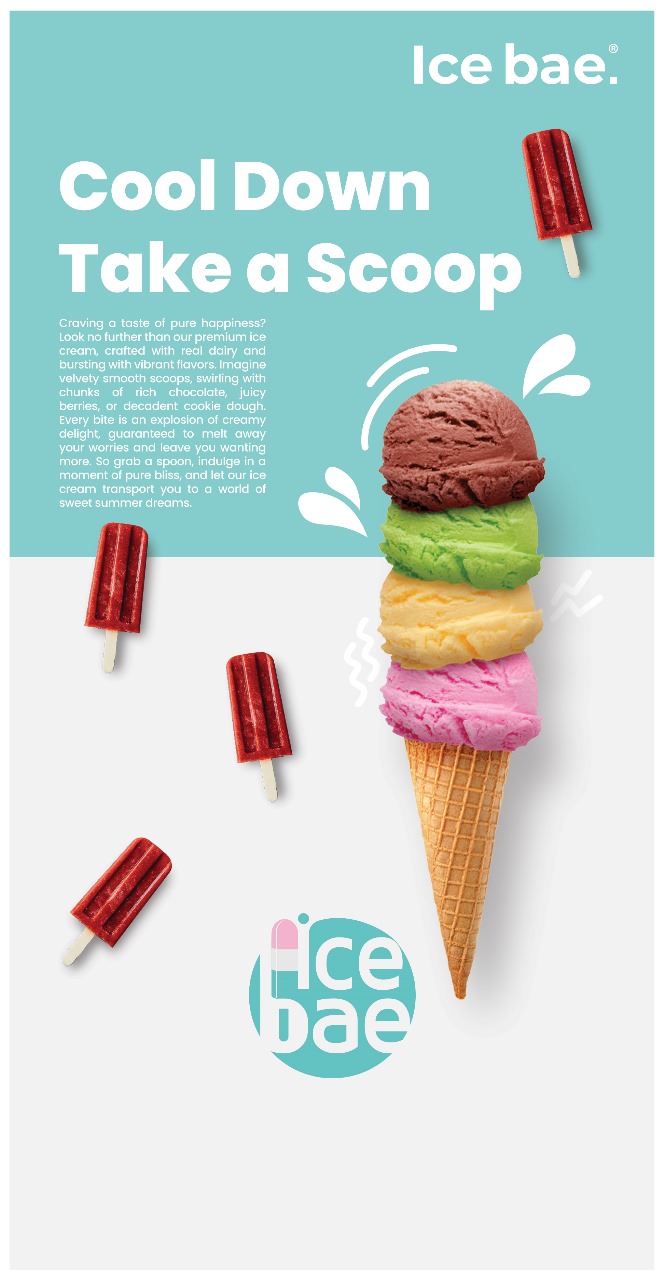 Ice bae.®
Cool Down
Take a Scoop
Craving a taste of pure happiness?
Look no further than our premium ice
cream, crafted with real dairy and
bursting with vibrant flavors. Imagine
velvety smooth scoops, swirling with
chunks of rich chocolate, juicy
berries, or decadent cookie dough.
Every bite is an explosion of creamy
delight, guaranteed to melt away
your worries and leave you wanting
more. So grab a spoon, indulge in a
moment of pure bliss, and let our ice
cream transport you to a world of
sweet summer dreams.
ice
bae